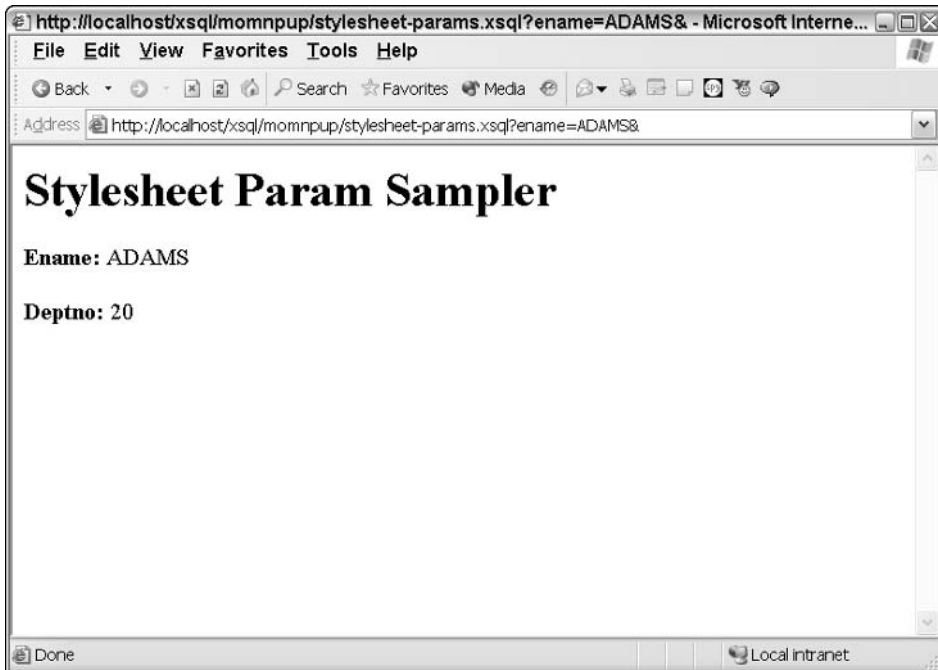 http://localhost/xsql/momnpup/stylesheet-params.xsql?ename=ADAMS& - Microsoft Interne...
File Edit View Favorites Tools Help
Back Search Favorites Media
Address http://localhost/xsql/momnpup/stylesheet-params.xsql?ename=ADAMS&
Stylesheet Param Sampler
Ename: ADAMS
Deptno: 20
Done Local intranet